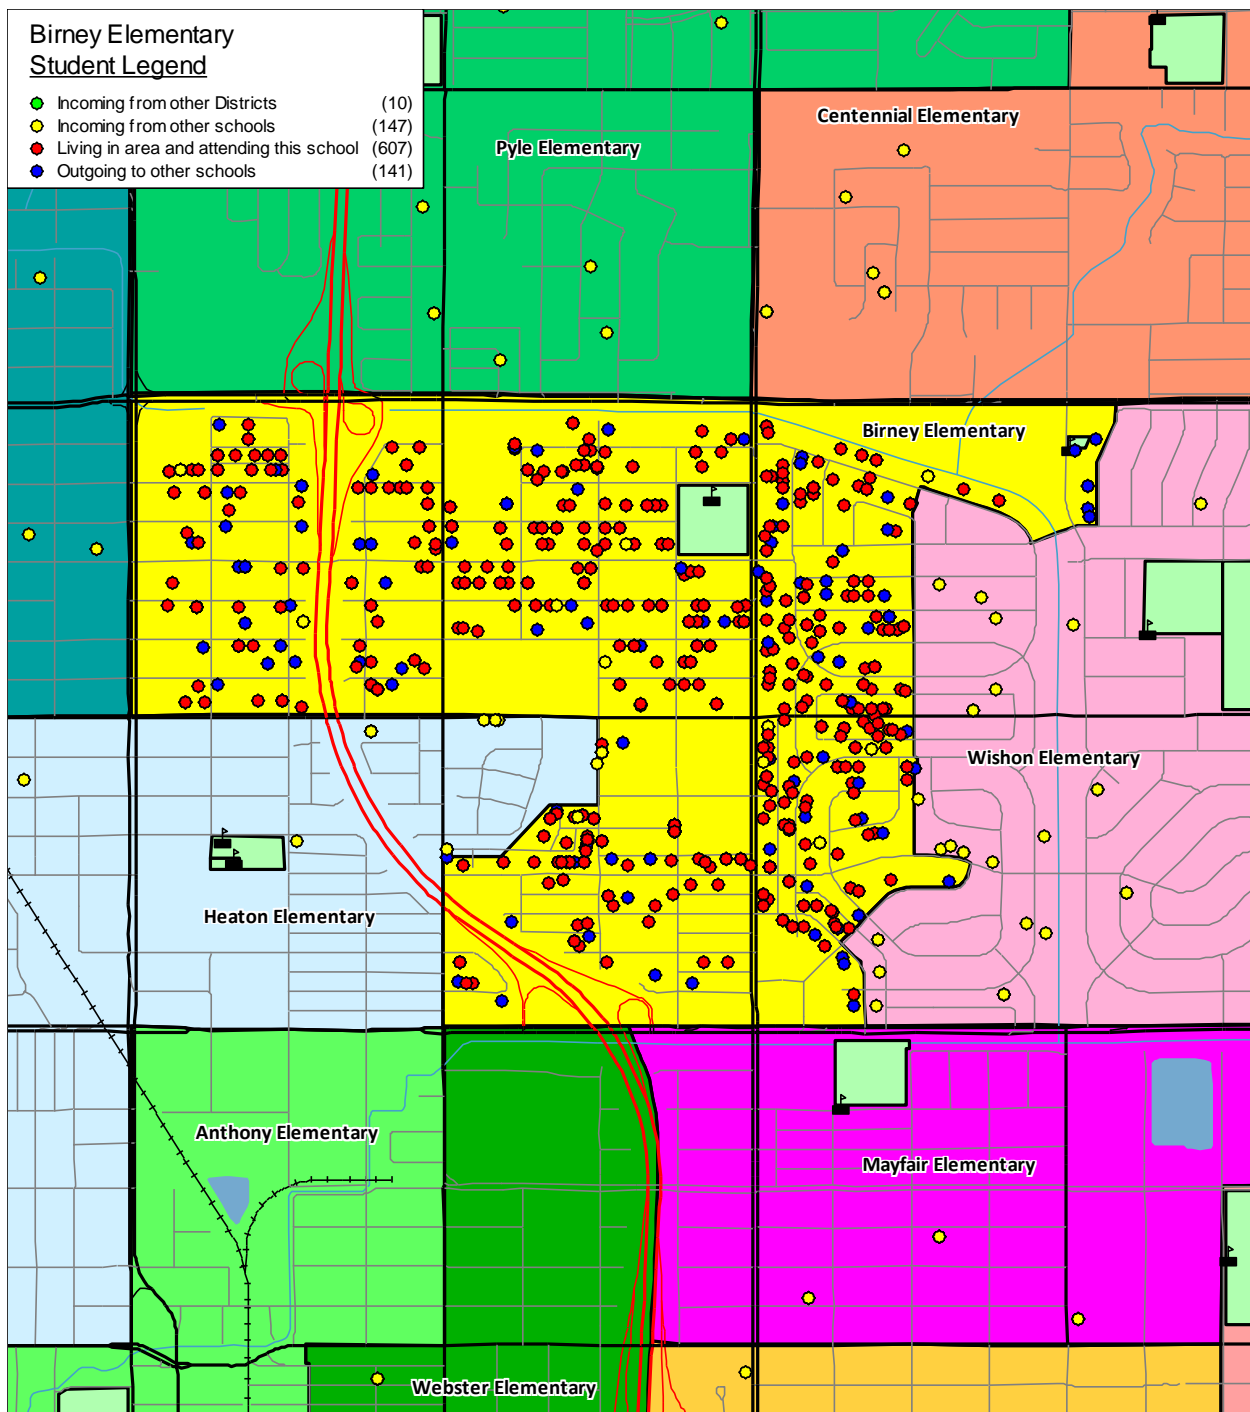 Birney Elementary
Student Legend
Incoming from other Districts (10)
Incoming from other schools (147)
Living in area and attending this school (607)
Outgoing to other schools (141)
Centennial Elementary
Pyle Elementary
Birney Elementary
Wishon Elementary
Heaton Elementary
Anthony Elementary
Mayfair Elementary
Webster Elementary